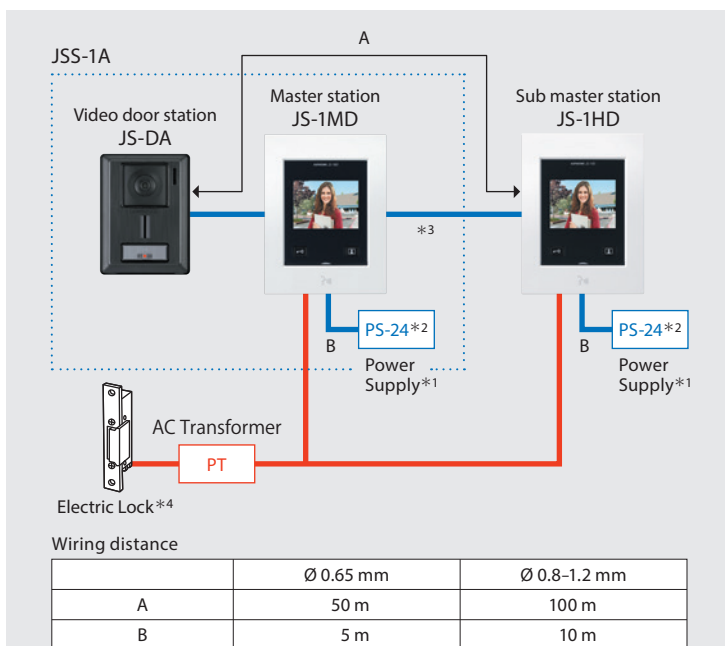 A
JSS-1A
Video door station
JS-DA
Master station
JS-1MD
Sub master station
JS-1HD
*3
B
PS-24*2
Power
Supply*1
B
PS-24*2
Power
Supply*1
AC Transformer
PT
Electric Lock*4
Wiring distance
Ø 0.65 mm Ø 0.8–1.2 mm
A 50 m 100 m
B 5 m 10 m